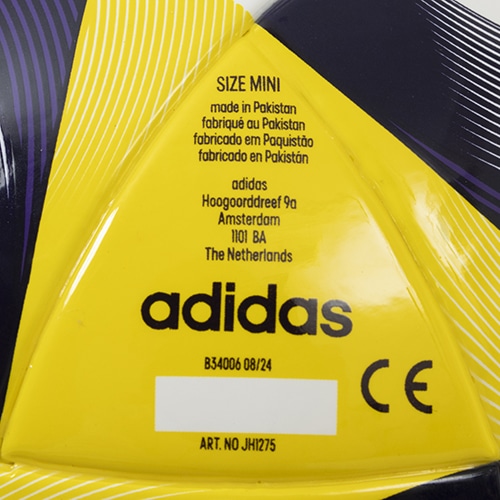 SIZE MINI
made in Pakistan
fabriqué au Pakistan
fabricado em Paquistão
fabricado en Pakistán
adidas
Hoogoorddreef 9a
Amsterdam
1101 BA
The Netherlands
adidas
B34006 08/24
CE
ART. NO JH1275